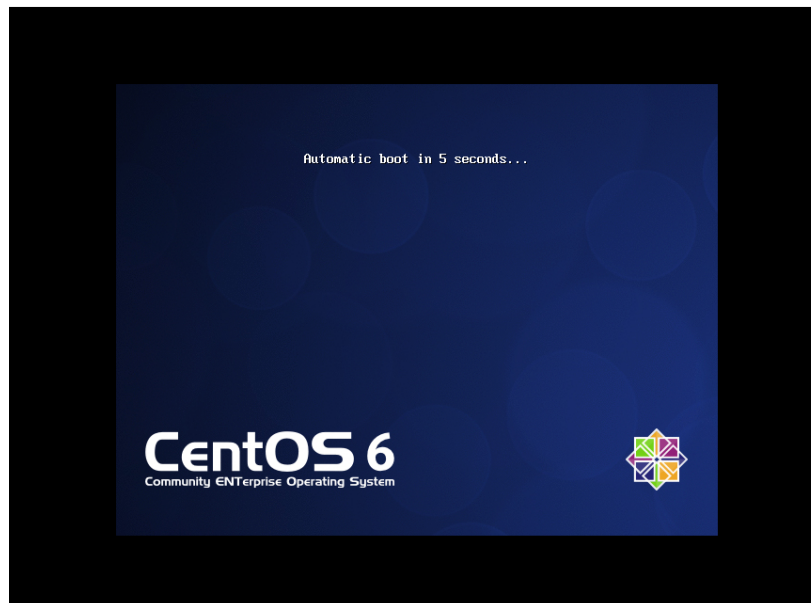 Automatic boot in 5 seconds...
CentOS 6
Community ENTerprise Operating System